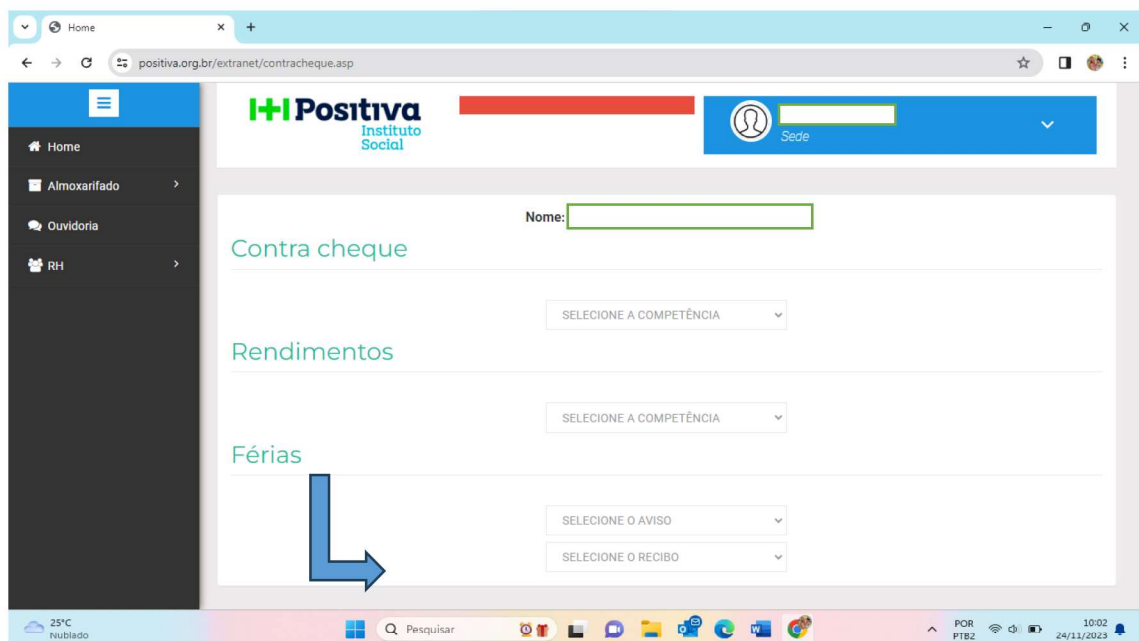 Home
positiva.org.br/extranet/contracheque.asp
Positiva
Instituto
Social
Sede
Home
Almoxarifado
Ouvidoria
RH
Nome:
Contra cheque
SELECIONE A COMPETÊNCIA
Rendimentos
SELECIONE A COMPETÊNCIA
Férias
SELECIONE O AVISO
SELECIONE O RECIBO
25°C
Nublado
Pesquisar
POR
PTB2
10:02
24/11/2023